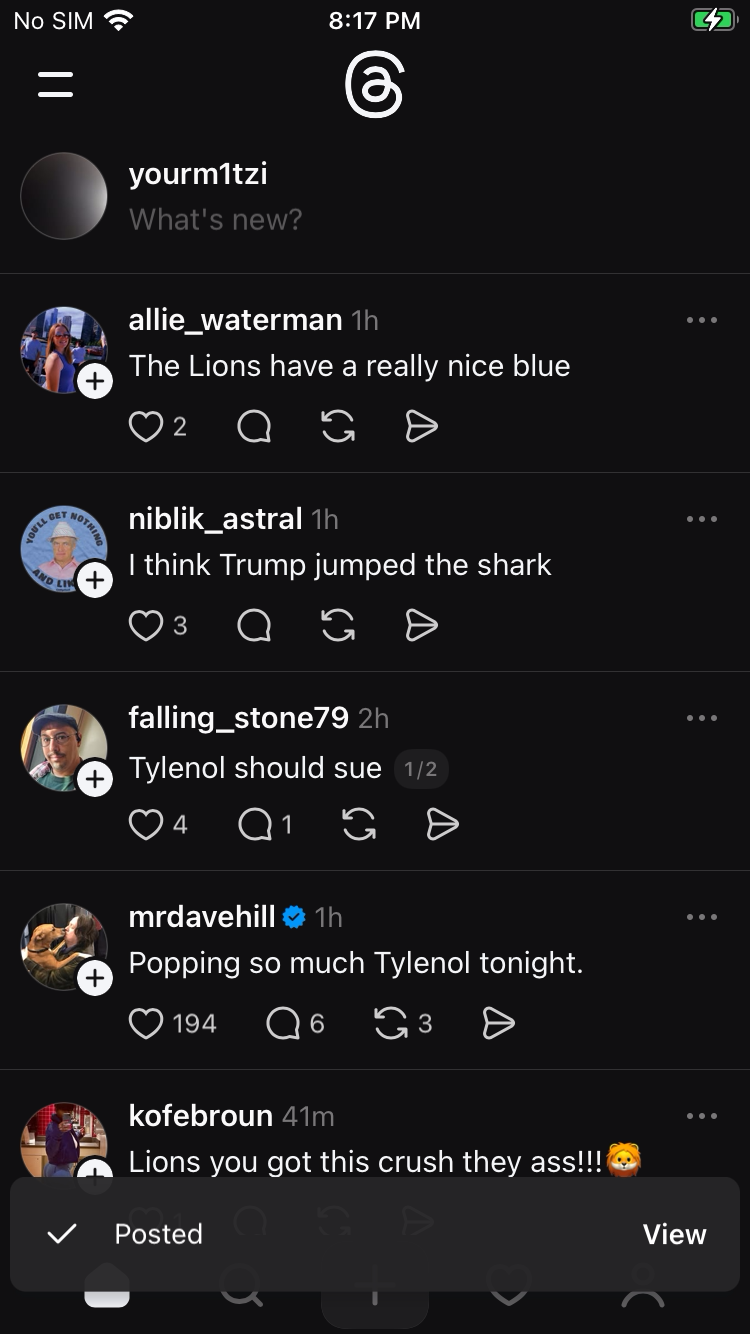 No SIM 8:17 PM
yourm1tzi
What's new?
allie_waterman 1h
The Lions have a really nice blue
2
YOU'LL GET NOTHING
niblik_astral 1h
I think Trump jumped the shark
3
falling_stone79 2h
Tylenol should sue 1/2
4 1
mrdavehill 1h
Popping so much Tylenol tonight.
194 6 3
kofebroun 41m
Lions you got this crush they ass!!!🦁
1
Posted View